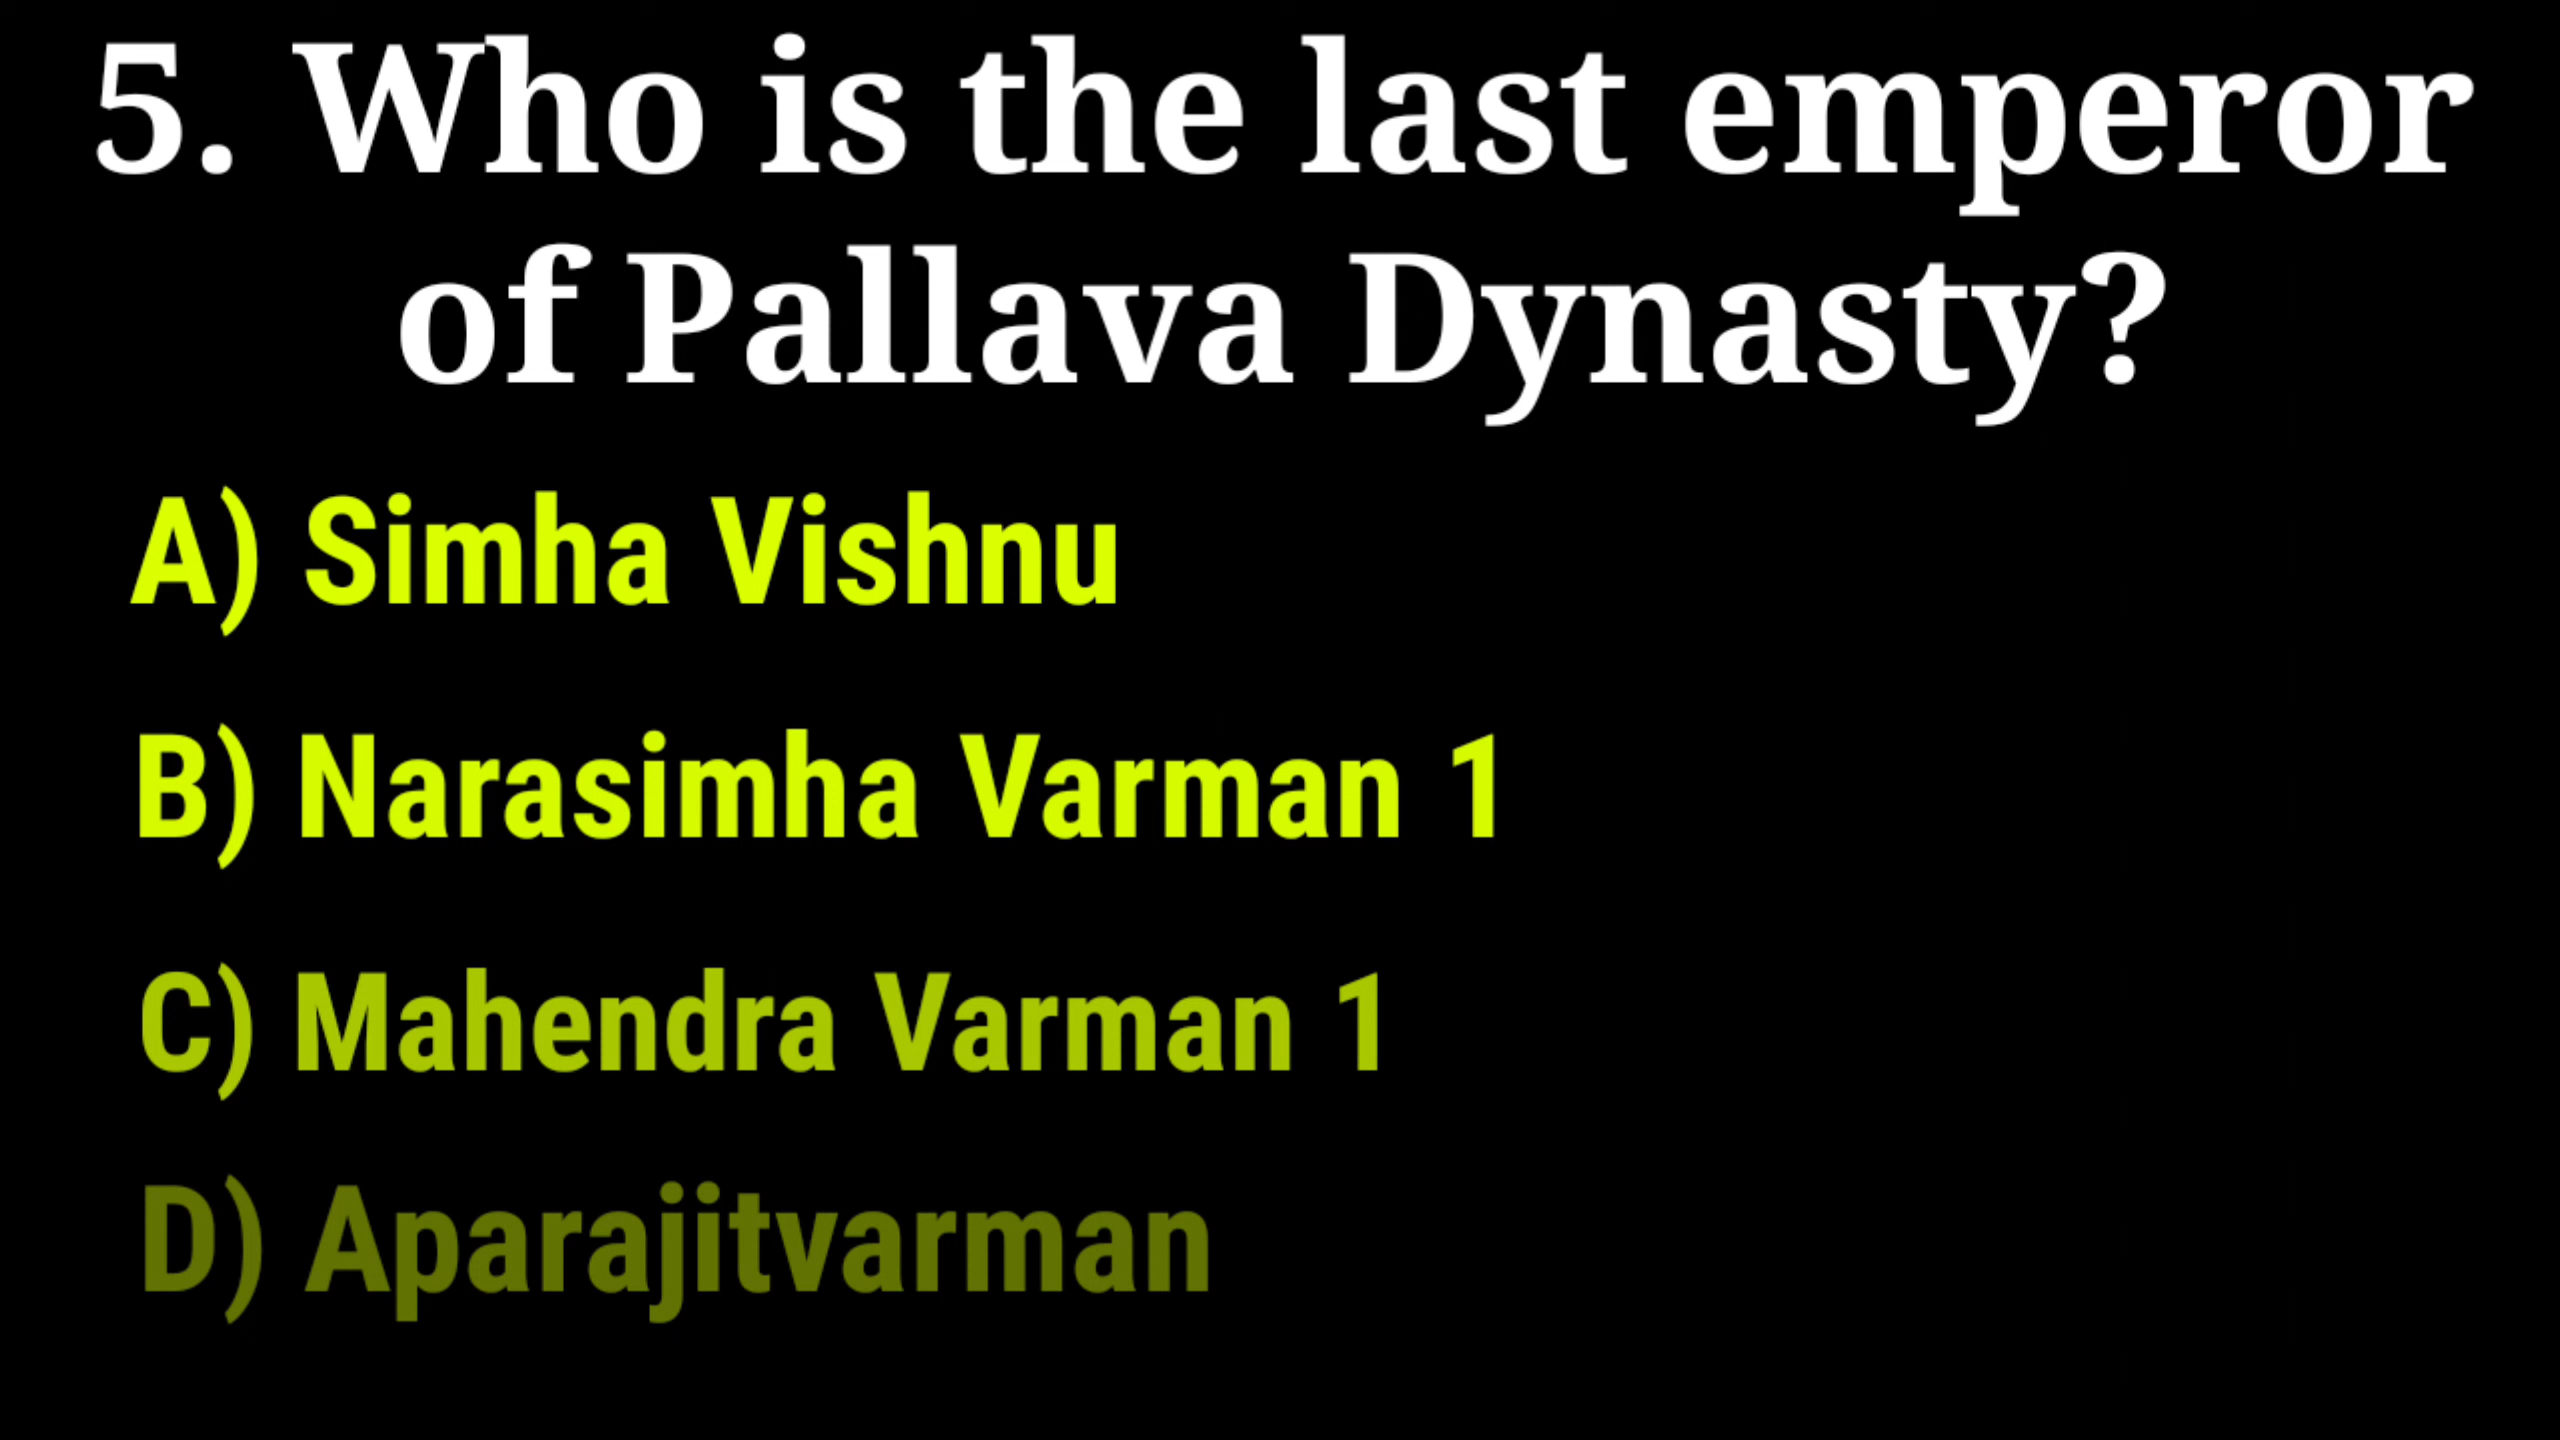 5. Who is the last emperor
of Pallava Dynasty?
A) Simha Vishnu
B) Narasimha Varman 1
C) Mahendra Varman 1
D) Aparajitvarman